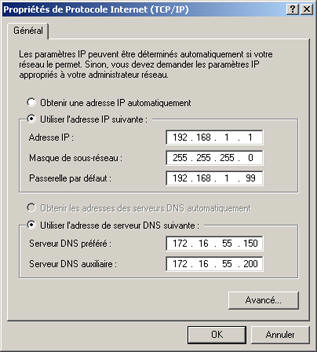 Propriétés de Protocole Internet (TCP/IP)
Général
Les paramètres IP peuvent être déterminés automatiquement si votre
réseau le permet. Sinon, vous devez demander les paramètres IP
appropriés à votre administrateur réseau.
Obtenir une adresse IP automatiquement
Utiliser l'adresse IP suivante :
Adresse IP : 192 . 168 . 1 . 1
Masque de sous-réseau : 255 . 255 . 255 . 0
Passerelle par défaut : 192 . 168 . 1 . 99
Obtenir les adresses des serveurs DNS automatiquement
Utiliser l'adresse de serveur DNS suivante :
Serveur DNS préféré : 172 . 16 . 55 . 150
Serveur DNS auxiliaire : 172 . 16 . 55 . 200
Avancé...
OK Annuler